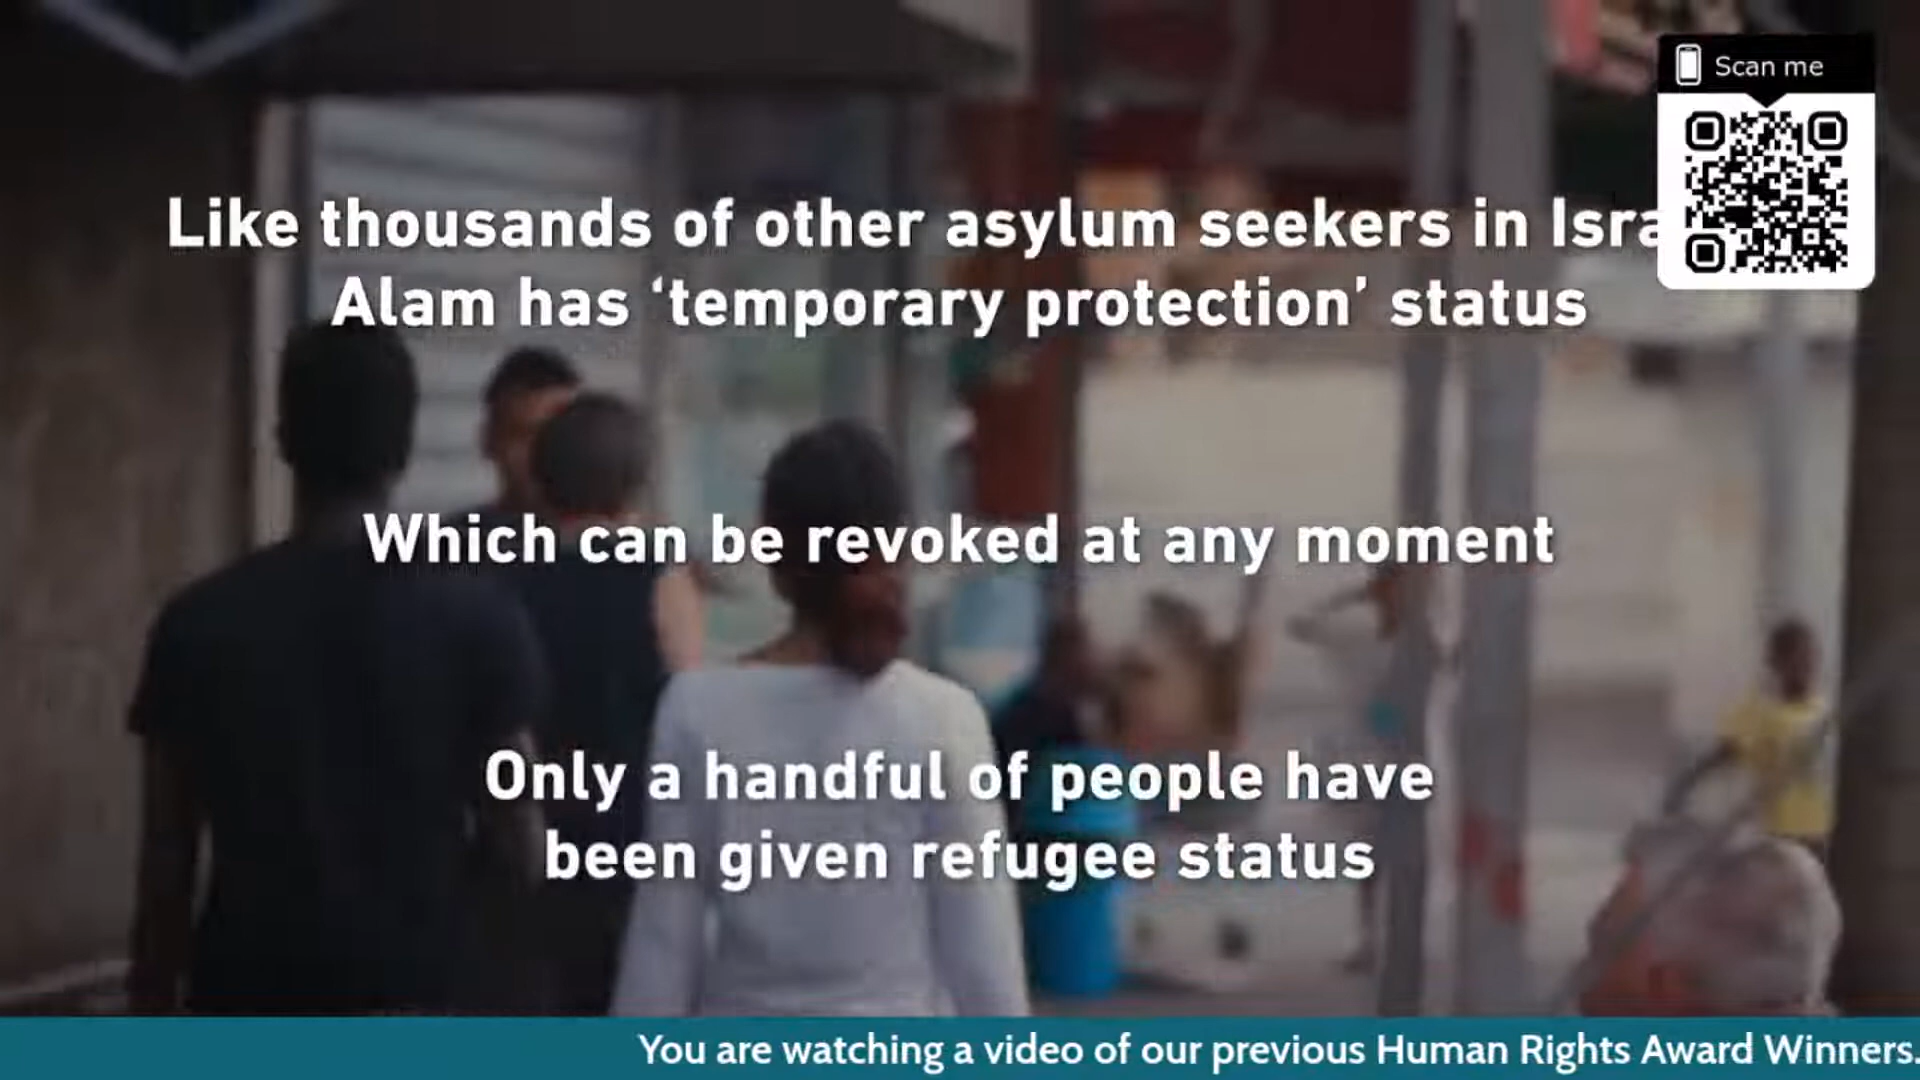 Scan me
Like thousands of other asylum seekers in Isra
Alam has ‘temporary protection’ status
Which can be revoked at any moment
Only a handful of people have
been given refugee status
You are watching a video of our previous Human Rights Award Winners.